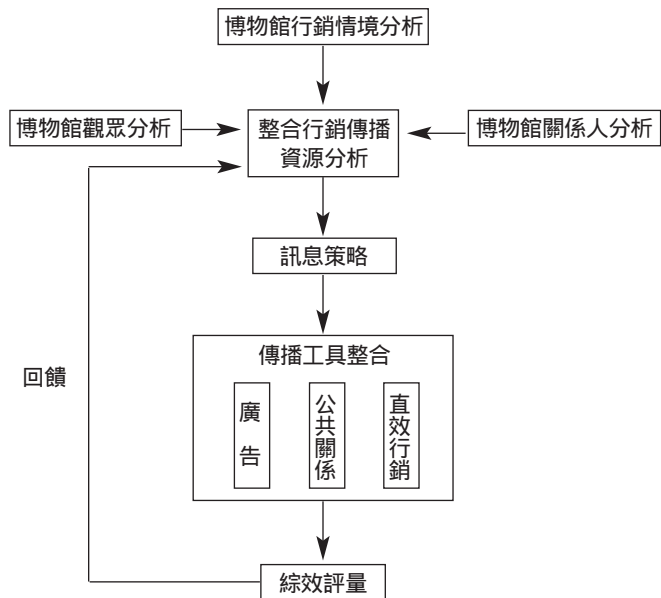 博物館行銷情境分析
博物館觀眾分析
整合行銷傳播
資源分析
博物館關係人分析
訊息策略
傳播工具整合
廣告
公共關係
直效行銷
回饋
綜效評量